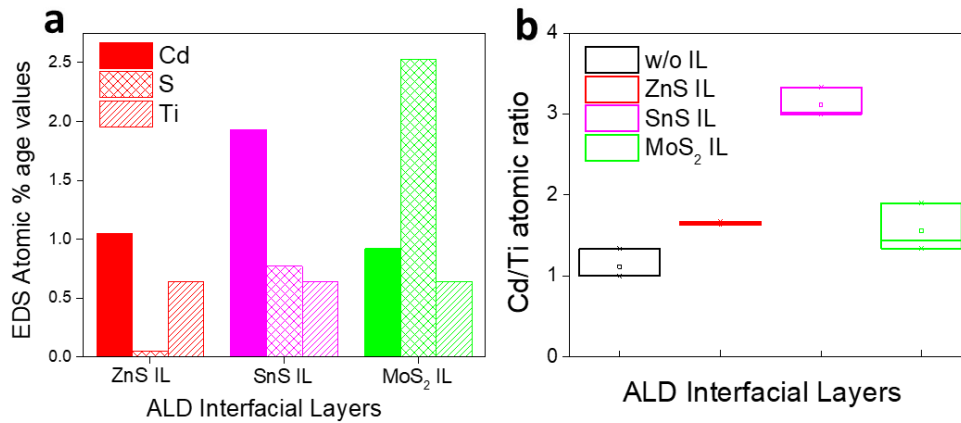 a
Cd
S
Ti
EDS Atomic % age values
2.5
2.0
1.5
1.0
0.5
0.0
ZnS IL
SnS IL
MoS₂ IL
ALD Interfacial Layers
b
w/o IL
ZnS IL
SnS IL
MoS₂ IL
Cd/Ti atomic ratio
4
3
2
1
0
ALD Interfacial Layers